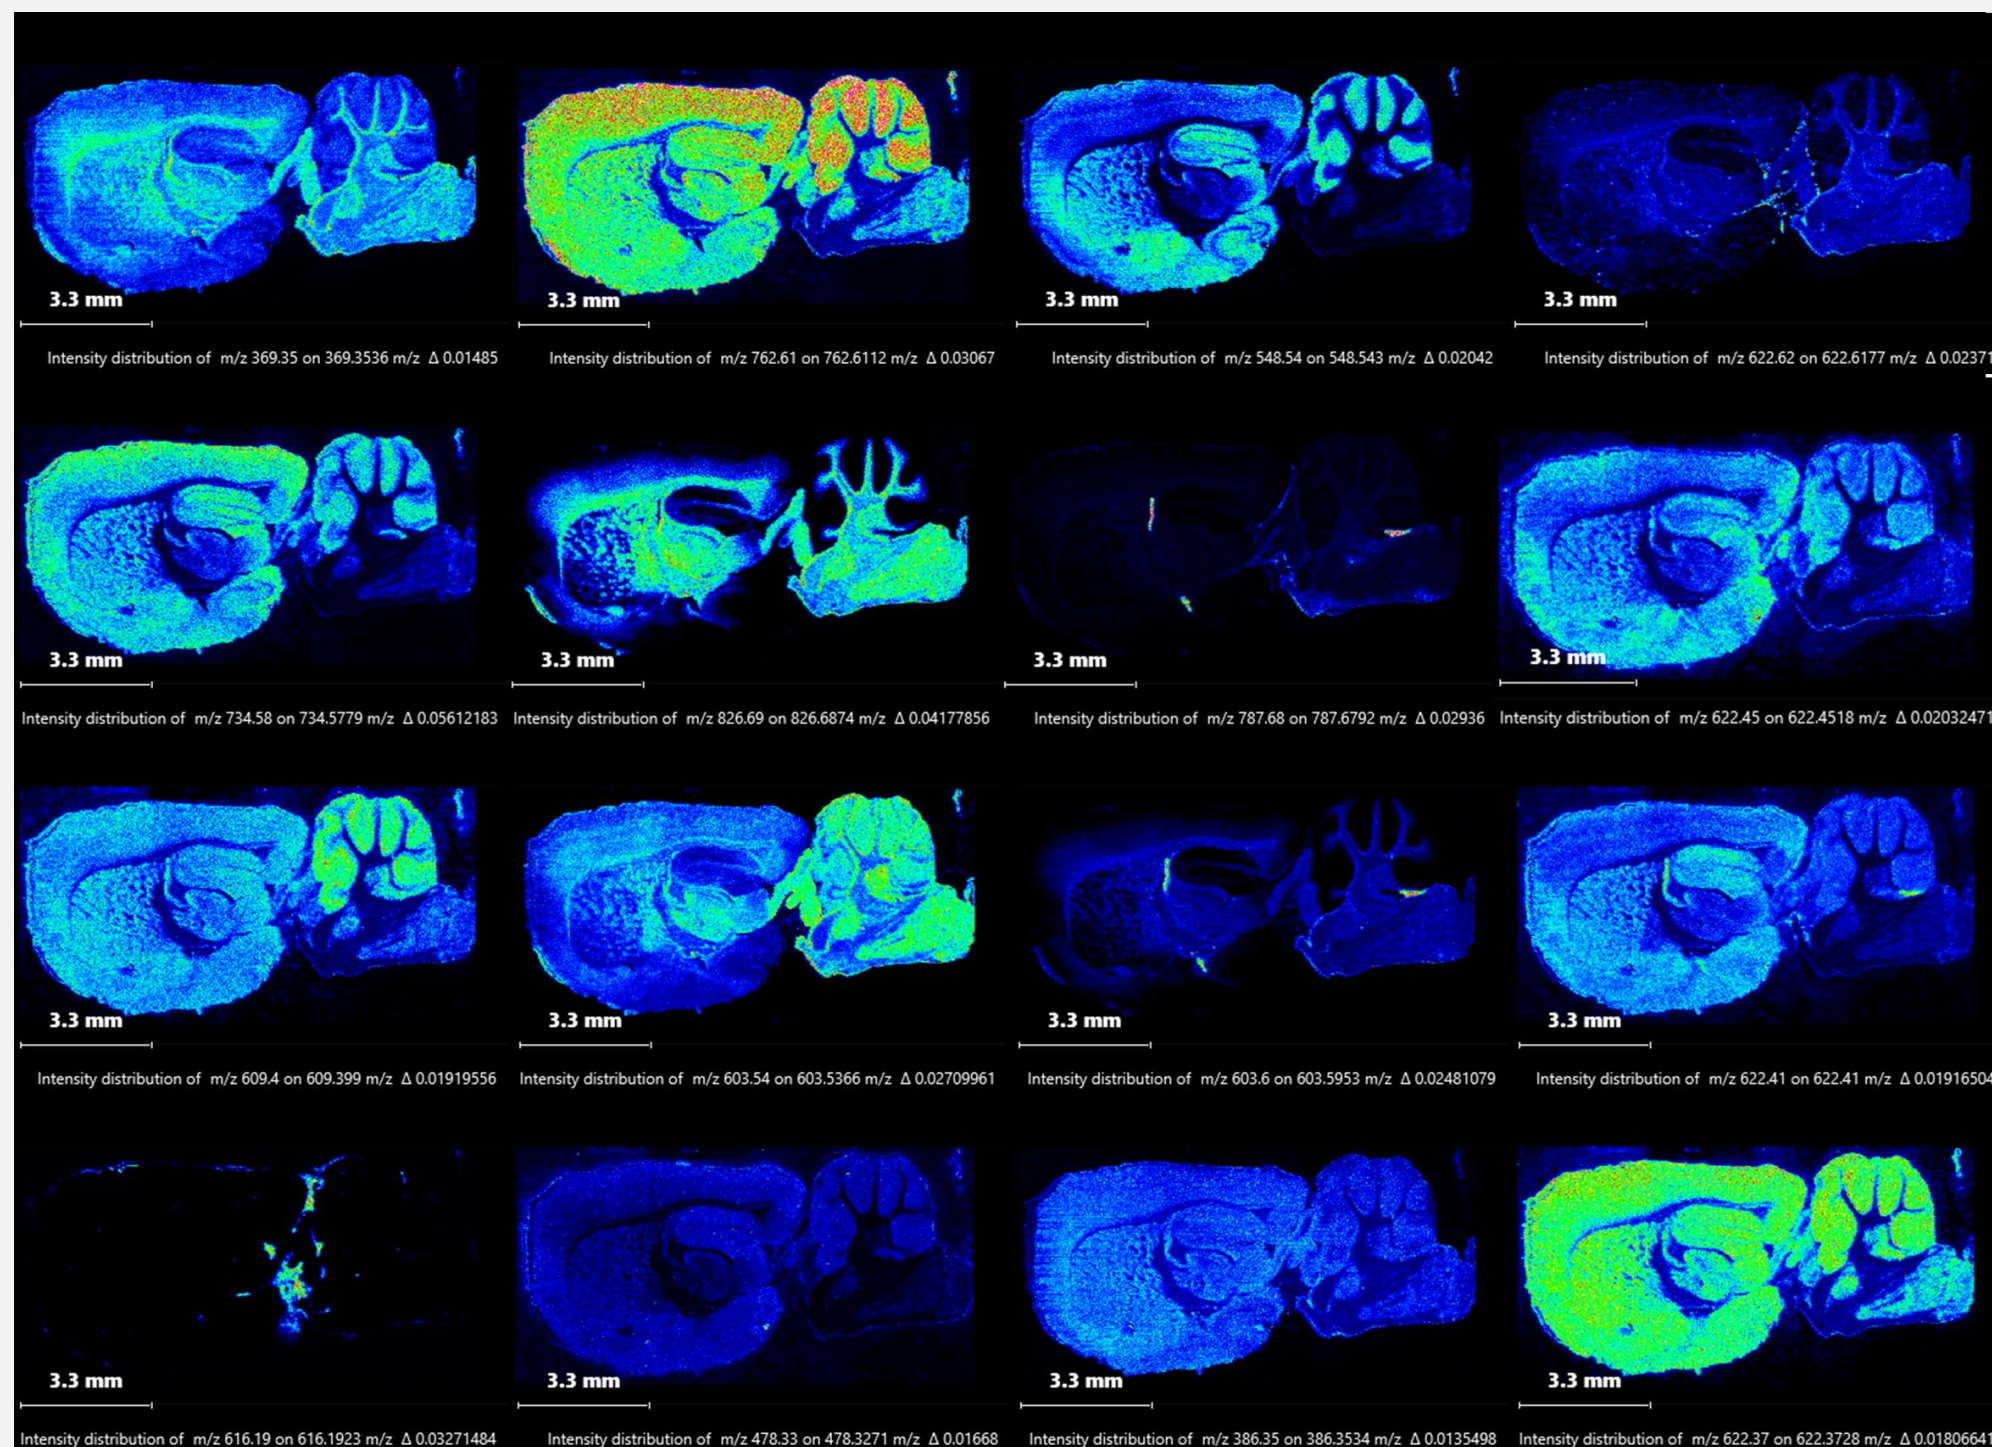 3.3 mm 3.3 mm 3.3 mm 3.3 mm
Intensity distribution of m/z 369.35 on 369.3536 m/z Δ 0.01485 Intensity distribution of m/z 762.61 on 762.6112 m/z Δ 0.03067 Intensity distribution of m/z 548.54 on 548.543 m/z Δ 0.02042 Intensity distribution of m/z 622.62 on 622.6177 m/z Δ 0.02371
3.3 mm 3.3 mm 3.3 mm 3.3 mm
Intensity distribution of m/z 734.58 on 734.5779 m/z Δ 0.05612183 Intensity distribution of m/z 826.69 on 826.6874 m/z Δ 0.04177856 Intensity distribution of m/z 787.68 on 787.6792 m/z Δ 0.02936 Intensity distribution of m/z 622.45 on 622.4518 m/z Δ 0.02032471
3.3 mm 3.3 mm 3.3 mm 3.3 mm
Intensity distribution of m/z 609.4 on 609.399 m/z Δ 0.01919556 Intensity distribution of m/z 603.54 on 603.5366 m/z Δ 0.02709961 Intensity distribution of m/z 603.6 on 603.5953 m/z Δ 0.02481079 Intensity distribution of m/z 622.41 on 622.41 m/z Δ 0.01916504
3.3 mm 3.3 mm 3.3 mm 3.3 mm
Intensity distribution of m/z 616.19 on 616.1923 m/z Δ 0.03271484 Intensity distribution of m/z 478.33 on 478.3271 m/z Δ 0.01668 Intensity distribution of m/z 386.35 on 386.3534 m/z Δ 0.0135498 Intensity distribution of m/z 622.37 on 622.3728 m/z Δ 0.01806641